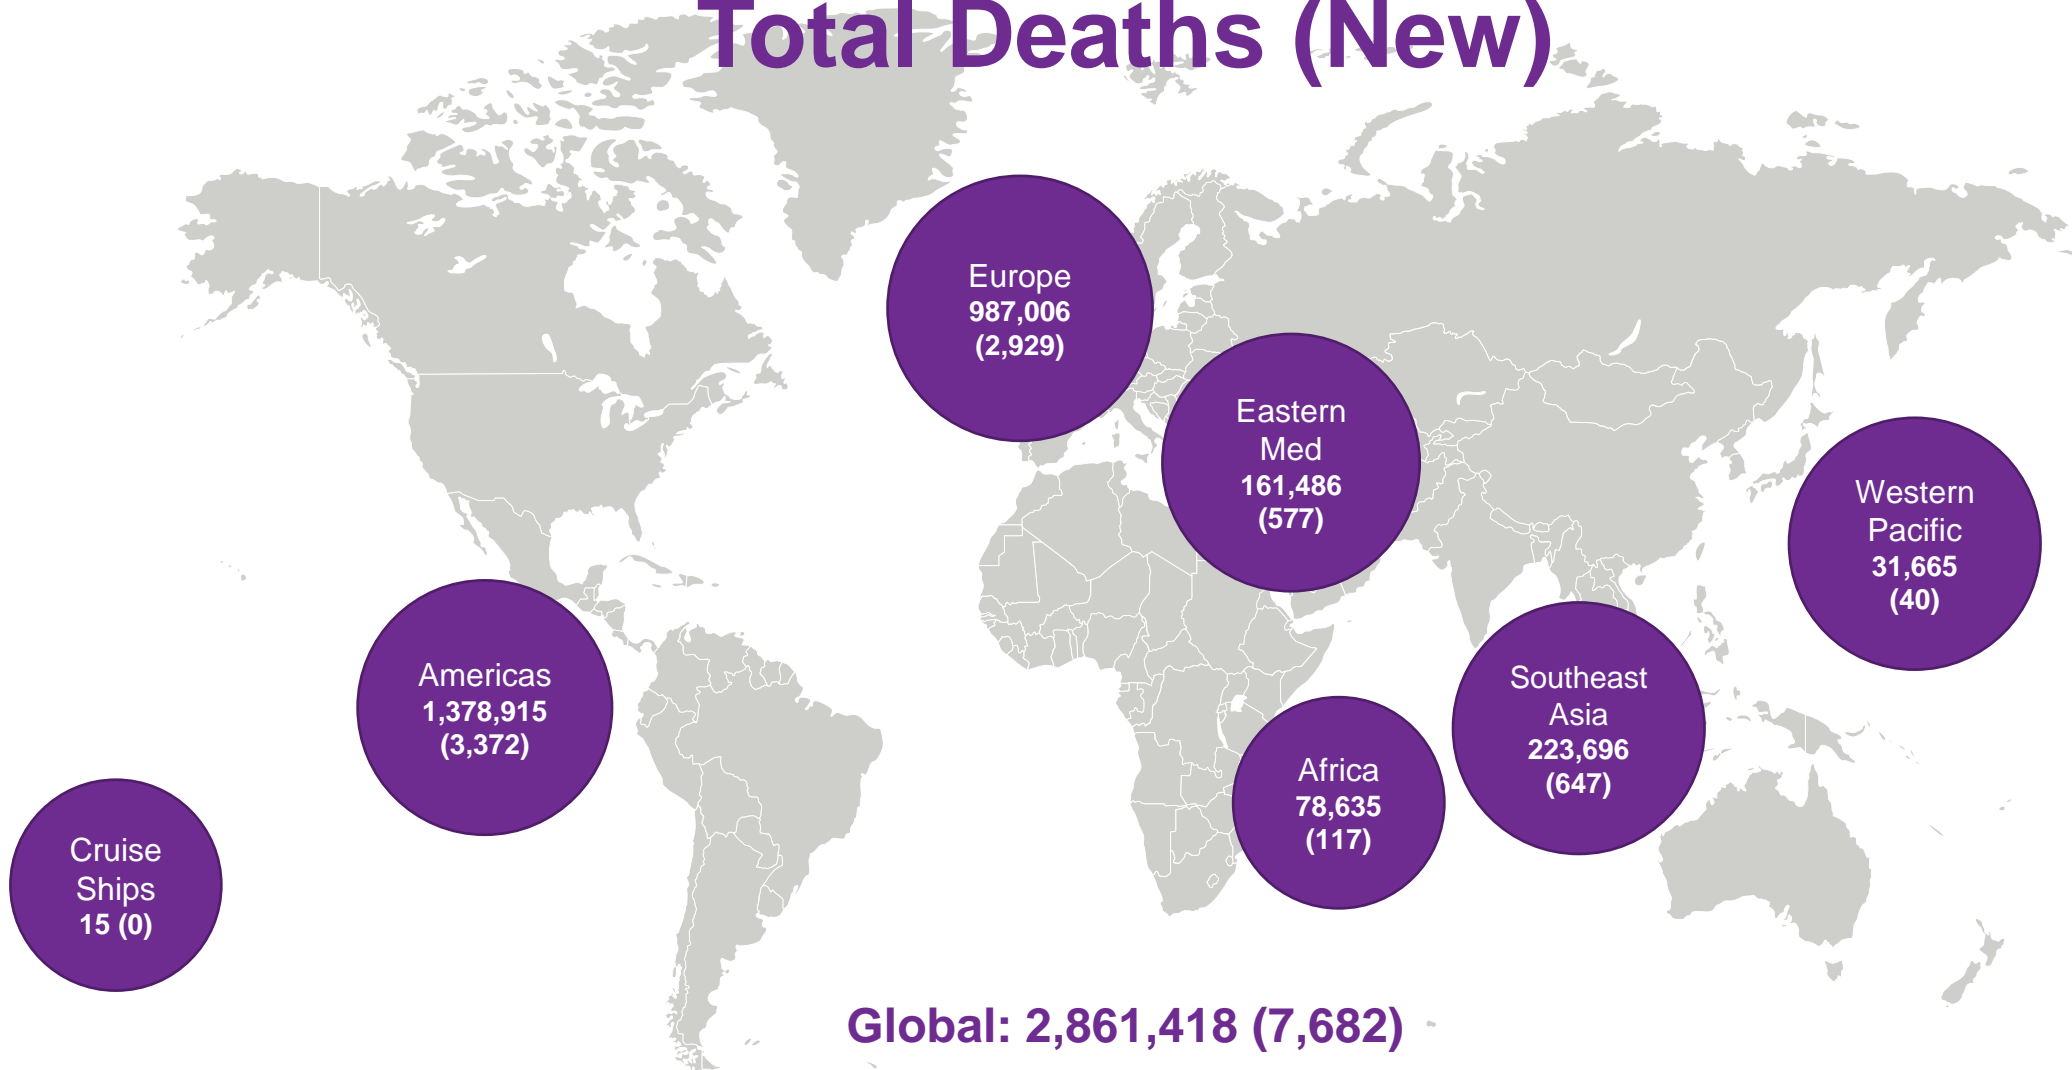 Total Deaths (New)
Europe
987,006
(2,929)
Eastern
Med
161,486
(577)
Western
Pacific
31,665
(40)
Americas
1,378,915
(3,372)
Southeast
Asia
223,696
(647)
Africa
78,635
(117)
Cruise
Ships
15 (0)
Global: 2,861,418 (7,682)